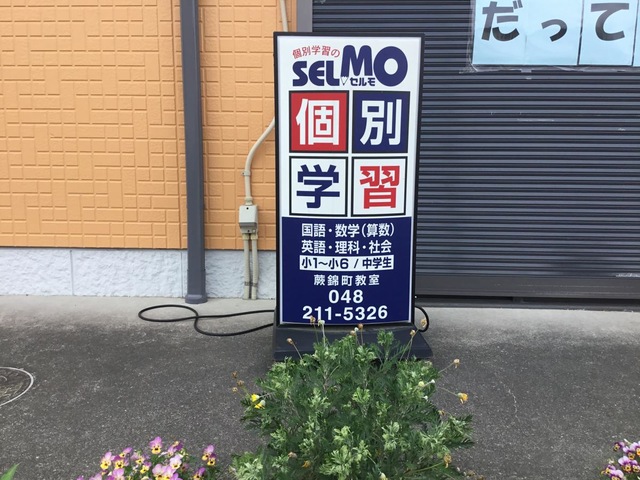 だって
個別学習の
SELMO
セルモ
個別
学習
国語・数学(算数)
英語・理科・社会
小1〜小6 / 中学生
蕨錦町教室
048
211-5326